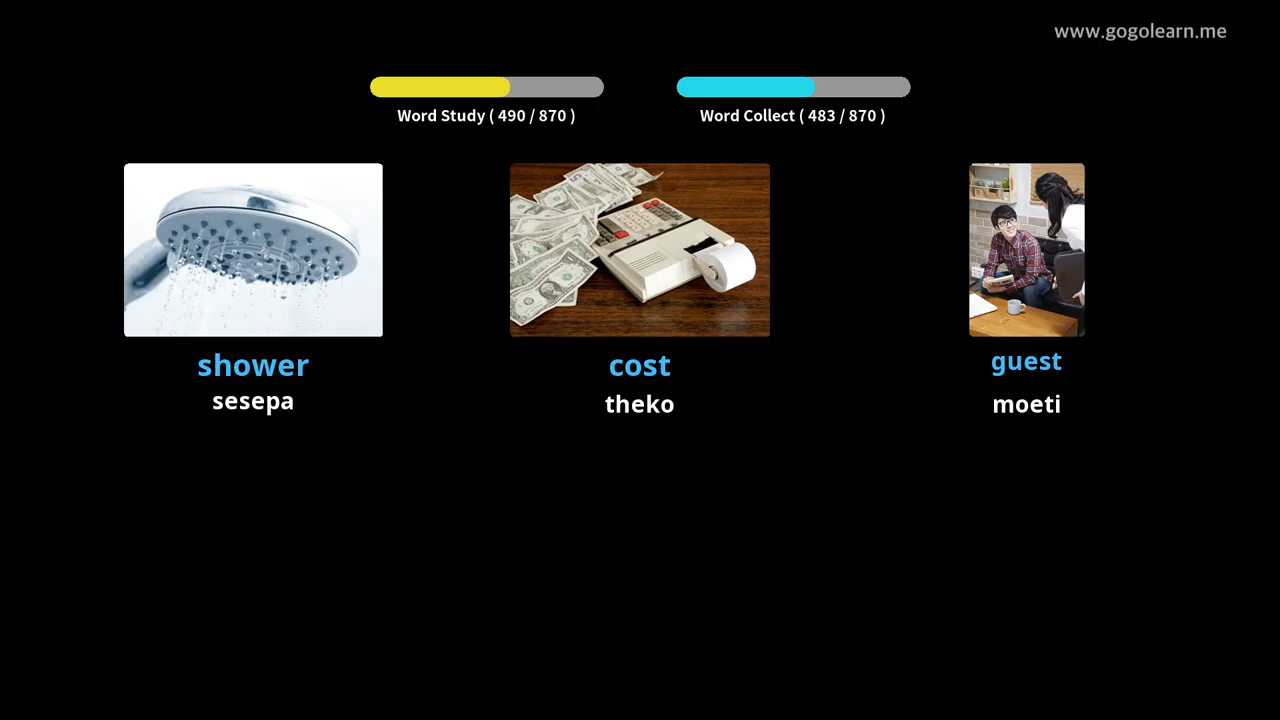 www.gogolearn.me
Word Study ( 490 / 870 )
Word Collect ( 483 / 870 )
shower
sesepa
cost
theko
guest
moeti